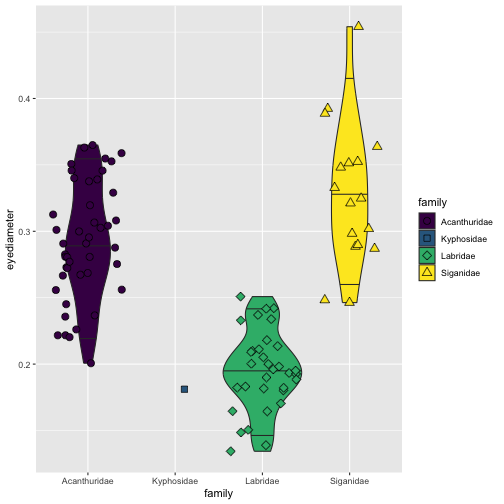 0.4
0.3
0.2
eyediameter
Acanthuridae
Kyphosidae
Labridae
Siganidae
family
family
Acanthuridae
Kyphosidae
Labridae
Siganidae